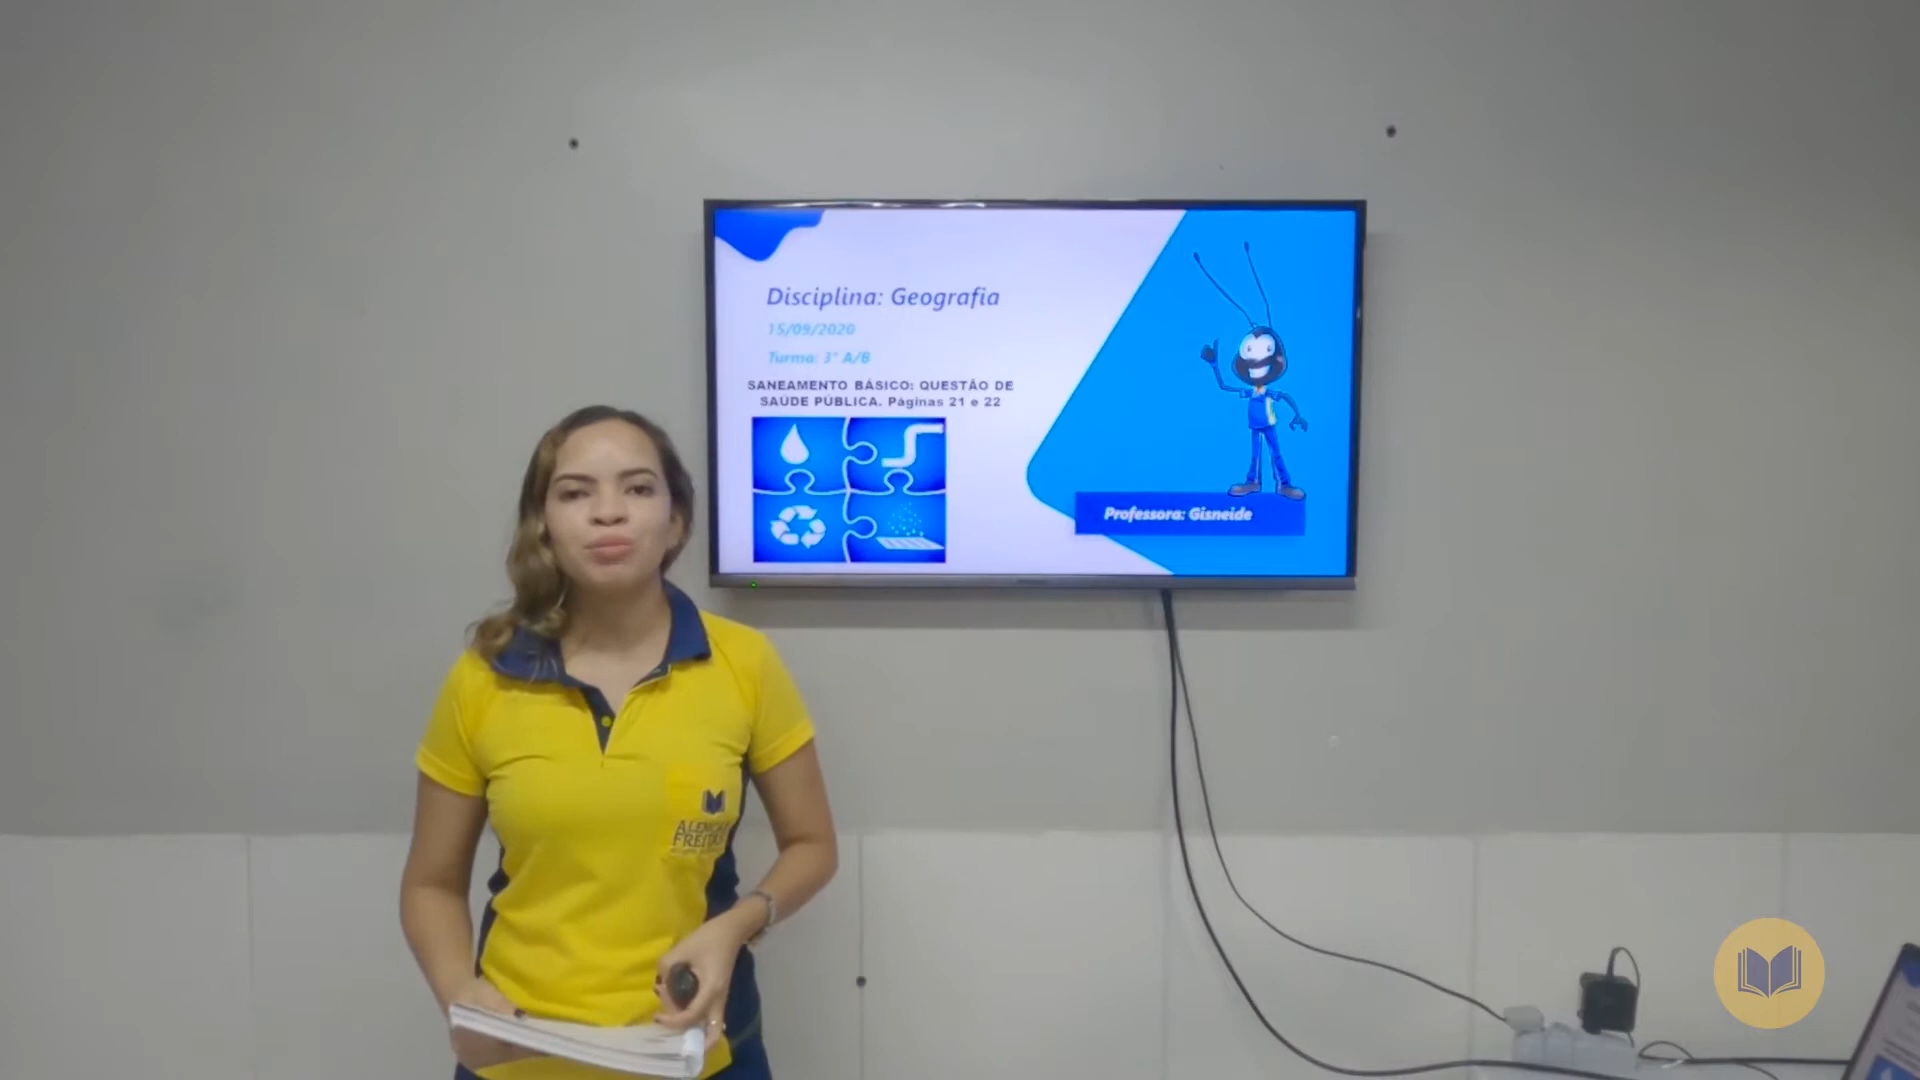 Disciplina: Geografia
15/09/2020
Turma: 3° A/B
SANEAMENTO BÁSICO: QUESTÃO DE
SAÚDE PÚBLICA. Páginas 21 e 22
Professora: Gisneide